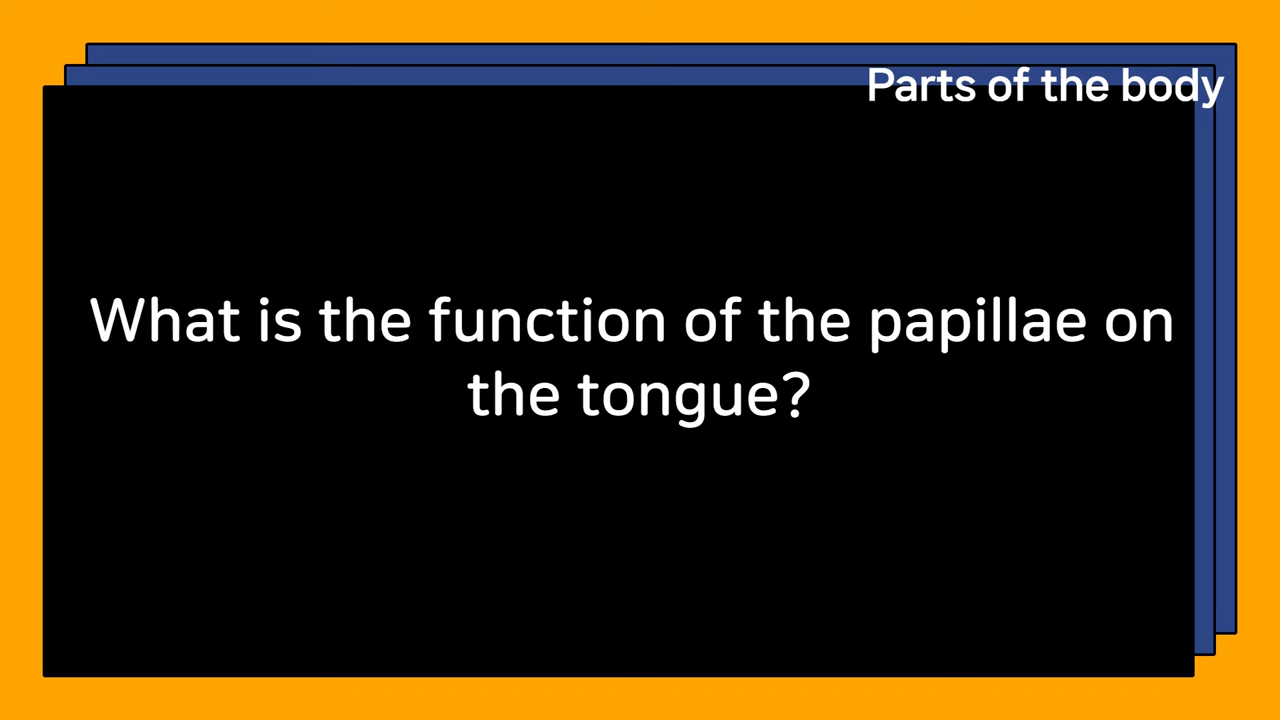 Parts of the body
What is the function of the papillae on
the tongue?